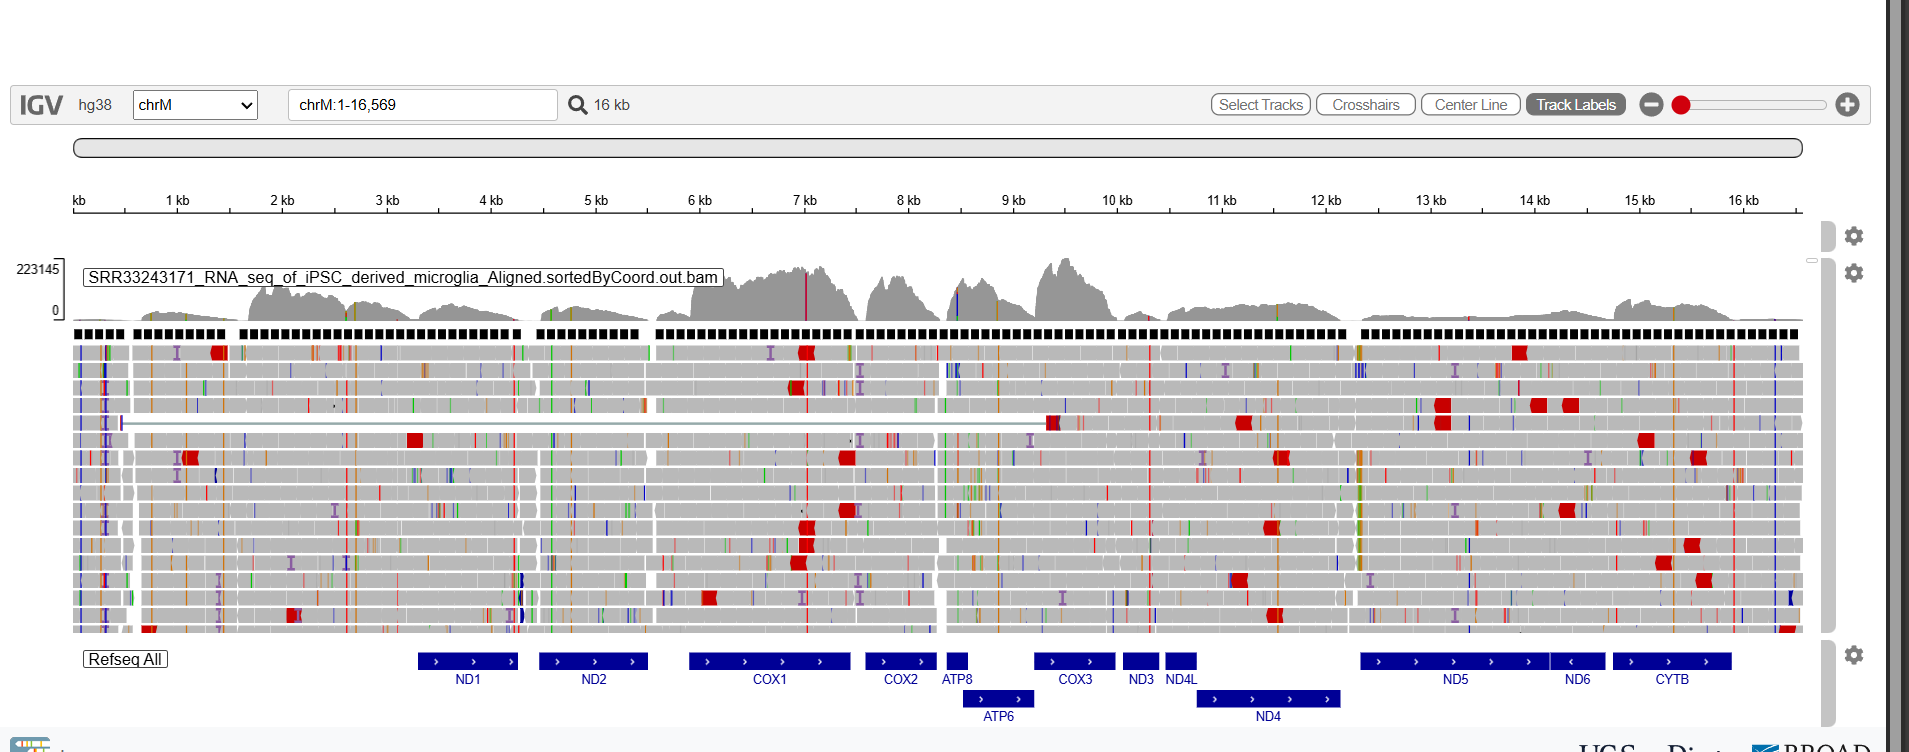 IGV hg38 chrM chrM:1-16,569 16 kb Select Tracks Crosshairs Center Line Track Labels
kb 1 kb 2 kb 3 kb 4 kb 5 kb 6 kb 7 kb 8 kb 9 kb 10 kb 11 kb 12 kb 13 kb 14 kb 15 kb 16 kb
223145
SRR33243171_RNA_seq_of_iPSC_derived_microglia_Aligned.sortedByCoord.out.bam
0
Refseq All
ND1 ND2 COX1 COX2 ATP8 COX3 ND3 ND4L ND5 ND6 CYTB
ATP6 ND4
BROAD